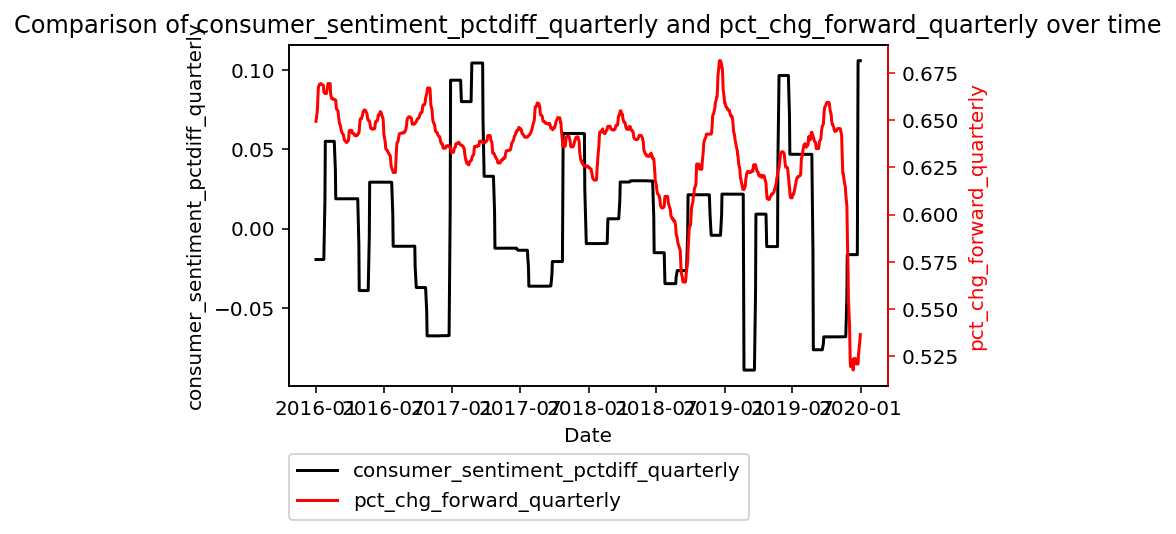 Comparison of consumer_sentiment_pctdiff_quarterly and pct_chg_forward_quarterly over time
consumer_sentiment_pctdiff_quarterly
0.10
0.05
0.00
−0.05
0.675
0.650
0.625
0.600
0.575
0.550
0.525
pct_chg_forward_quarterly
2016-01 2016-07 2017-01 2017-07 2018-01 2018-07 2019-01 2019-07 2020-01
Date
consumer_sentiment_pctdiff_quarterly
pct_chg_forward_quarterly